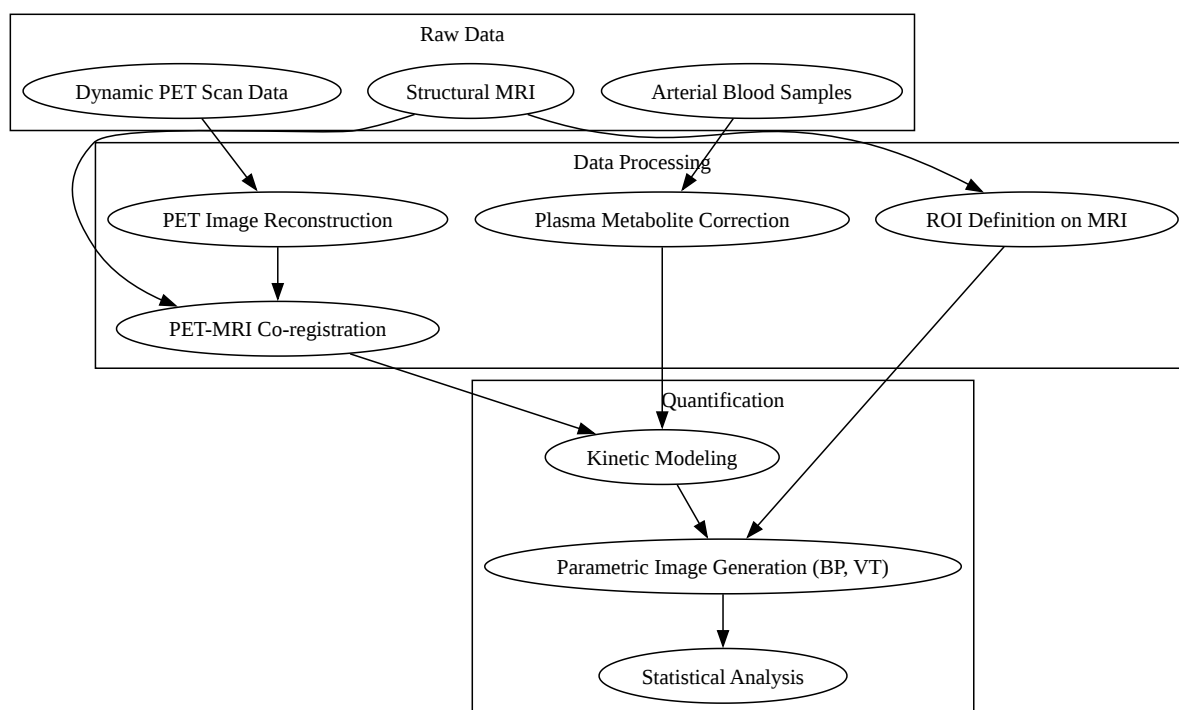 Raw Data
Dynamic PET Scan Data
Structural MRI
Arterial Blood Samples
Data Processing
PET Image Reconstruction
Plasma Metabolite Correction
ROI Definition on MRI
PET-MRI Co-registration
Quantification
Kinetic Modeling
Parametric Image Generation (BP, VT)
Statistical Analysis